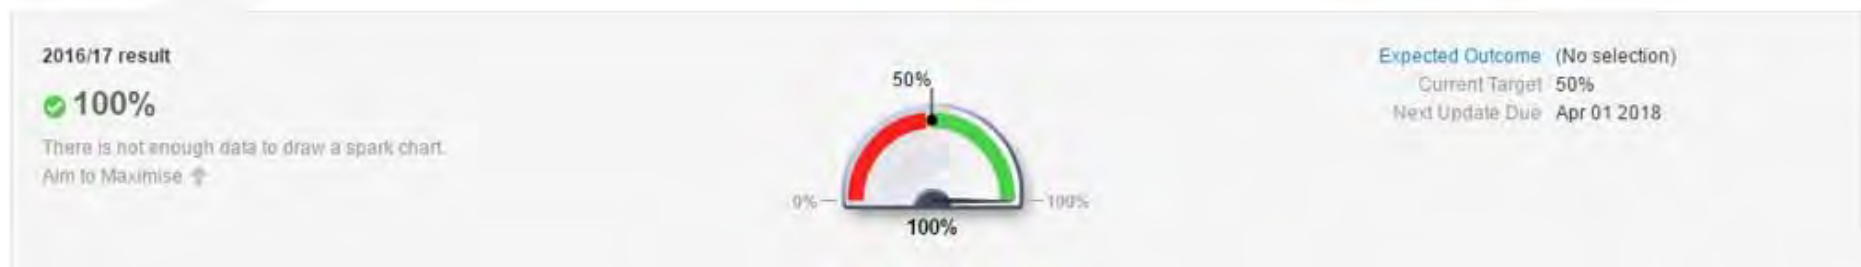 2016/17 result
100%
There is not enough data to draw a spark chart.
Aim to Maximise
50%
0%
100%
100%
Expected Outcome (No selection)
Current Target 50%
Next Update Due Apr 01 2018